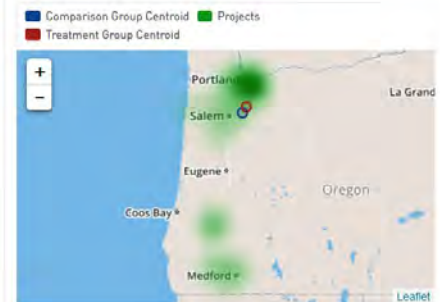 Comparison Group Centroid Projects
Treatment Group Centroid
+
−
Portland
La Grand
Salem
Eugene
Oregon
Coos Bay
Medford
Leaflet